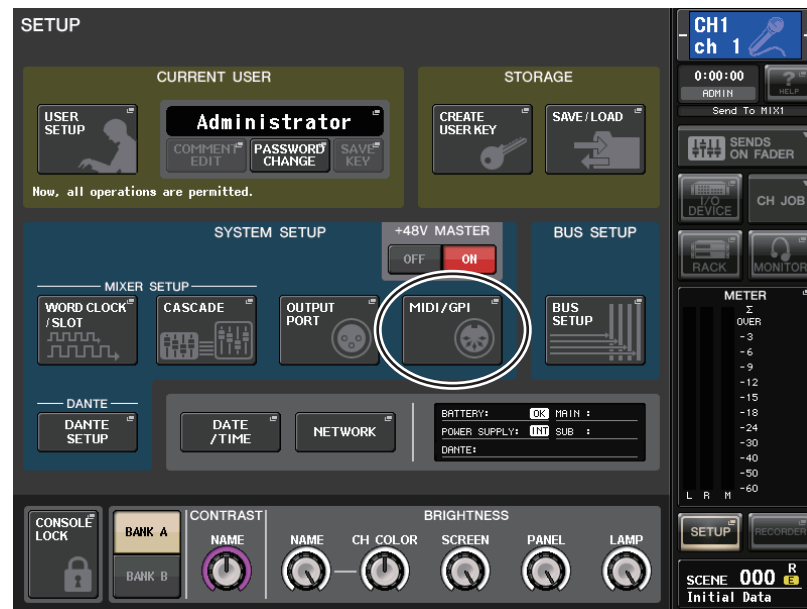 SETUP
CURRENT USER
USER SETUP
Administrator
COMMENT EDIT
PASSWORD CHANGE
SAVE KEY
Now, all operations are permitted.
STORAGE
CREATE USER KEY
SAVE/LOAD
SYSTEM SETUP
+48V MASTER
OFF
ON
BUS SETUP
MIXER SETUP
WORD CLOCK /SLOT
CASCADE
OUTPUT PORT
MIDI/GPI
BUS SETUP
DANTE
DANTE SETUP
DATE /TIME
NETWORK
BATTERY: OK MAIN :
POWER SUPPLY: INT SUB :
DANTE:
CONSOLE LOCK
BANK A
BANK B
CONTRAST
NAME
BRIGHTNESS
NAME
CH COLOR
SCREEN
PANEL
LAMP
CH1
ch 1
0:00:00
ADMIN
?
HELP
Send To MIX1
SENDS ON FADER
I/O DEVICE
CH JOB
RACK
MONITOR
METER
Σ
OVER
-3
-6
-9
-12
-15
-18
-24
-30
-40
-50
-60
L R M
SETUP
RECORDER
SCENE 000 R E
Initial Data